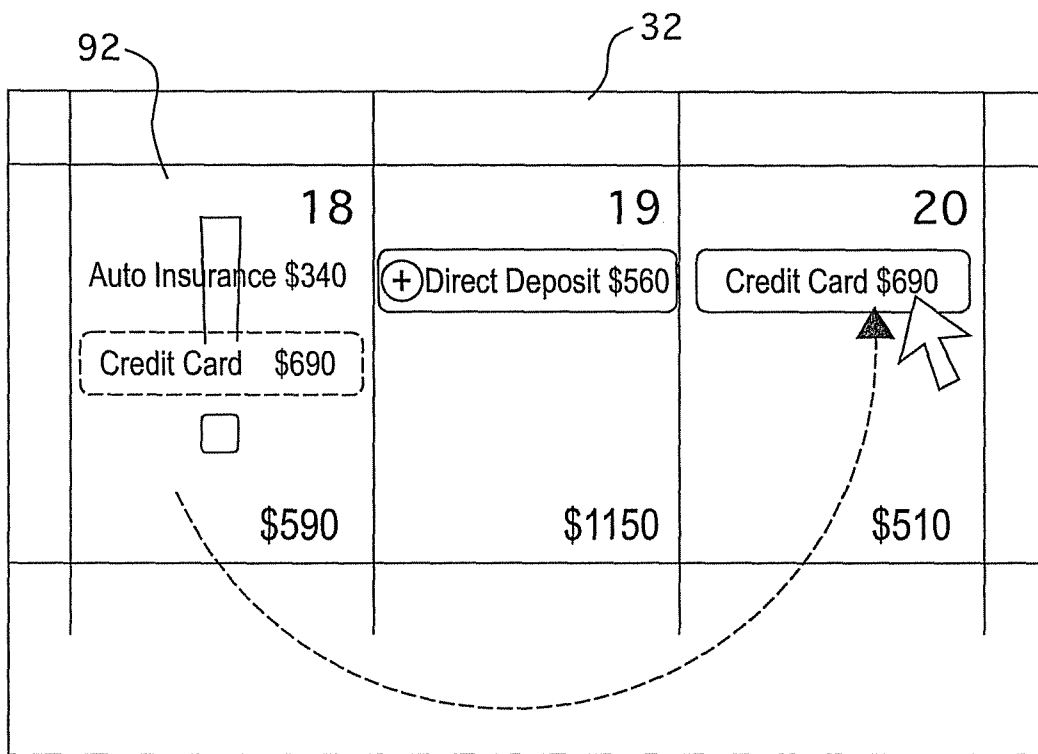 92
32
18
19
20
Auto Insurance $340
+ Direct Deposit $560
Credit Card $690
Credit Card $690
$590
$1150
$510